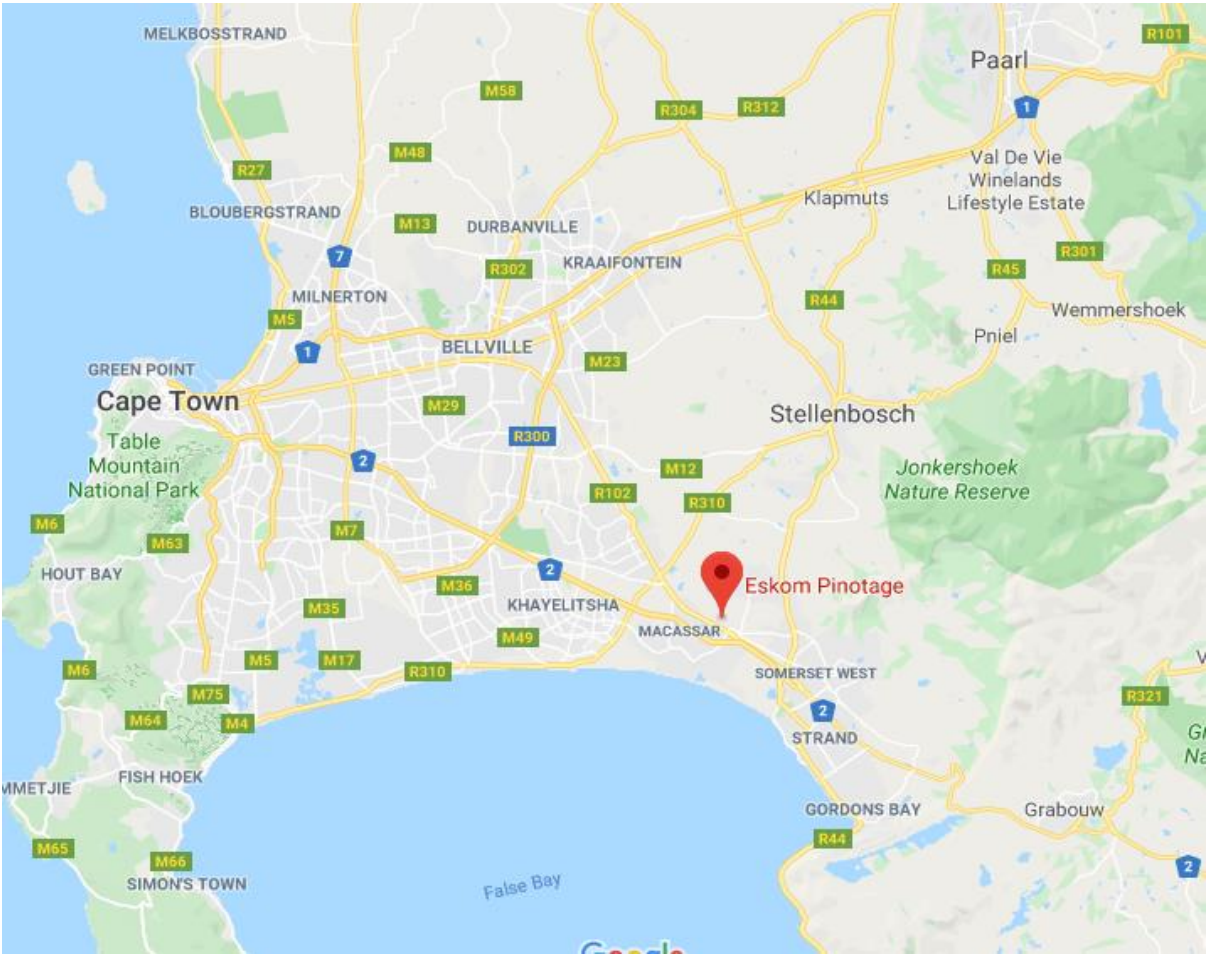 MELKBOSSTRAND
R101
Paarl
M58
R304
R312
1
M48
R27
Val De Vie
Winelands
Lifestyle Estate
Klapmuts
BLOUBERGSTRAND
M13
DURBANVILLE
7
R302
KRAAIFONTEIN
R301
R45
MILNERTON
R44
Wemmershoek
M5
Pniel
1
BELLVILLE
GREEN POINT
M23
Cape Town
M29
Stellenbosch
Table
Mountain
National Park
R300
2
M12
Jonkershoek
Nature Reserve
R102
R310
M6
M7
M63
HOUT BAY
2
M36
Eskom Pinotage
M35
KHAYELITSHA
M49
MACASSAR
M5
M17
R310
M6
SOMERSET WEST
M75
R321
M64
M4
2
STRAND
FISH HOEK
MMETJIE
GORDONS BAY
Grabouw
M65
R44
M66
2
SIMON'S TOWN
False Bay
Google